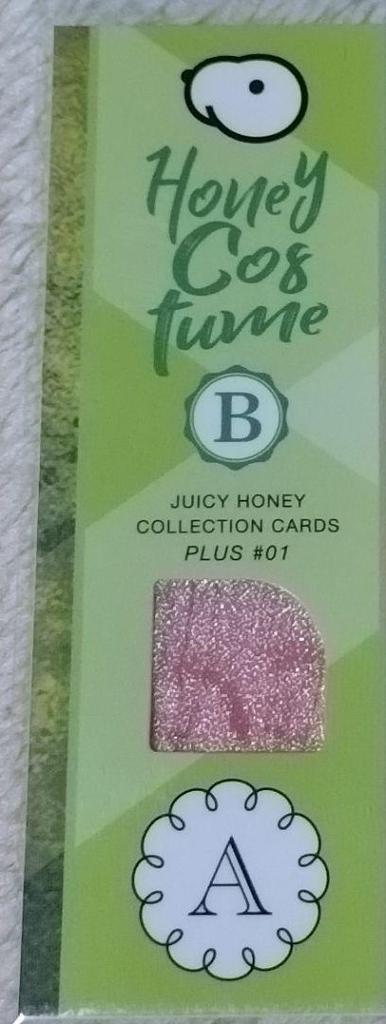 Honey
Cos
tume
B
JUICY HONEY
COLLECTION CARDS
PLUS #01
A